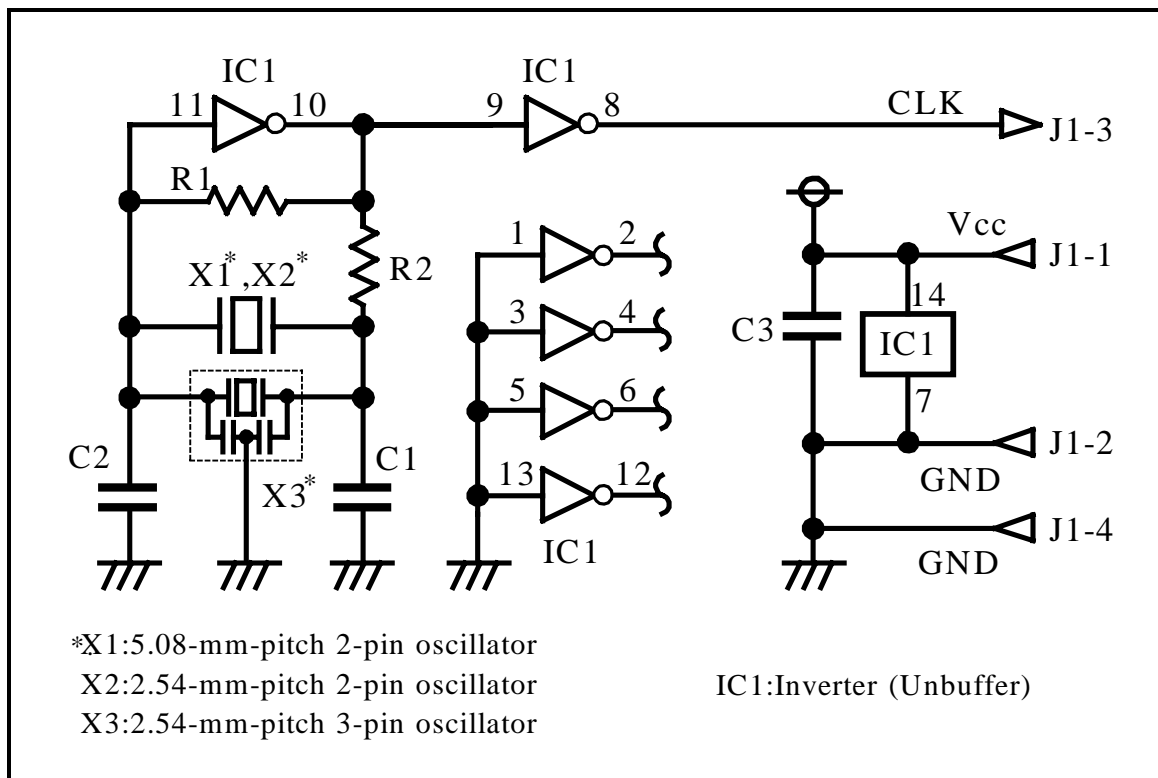 IC1
IC1
11
10
9
8
CLK
J1-3
R1
1
2
Vcc
J1-1
X1*,X2*
R2
14
3
4
C3
IC1
5
6
7
C2
C1
J1-2
X3*
13
12
GND
IC1
J1-4
GND
*X1:5.08-mm-pitch 2-pin oscillator
X2:2.54-mm-pitch 2-pin oscillator
IC1:Inverter (Unbuffer)
X3:2.54-mm-pitch 3-pin oscillator